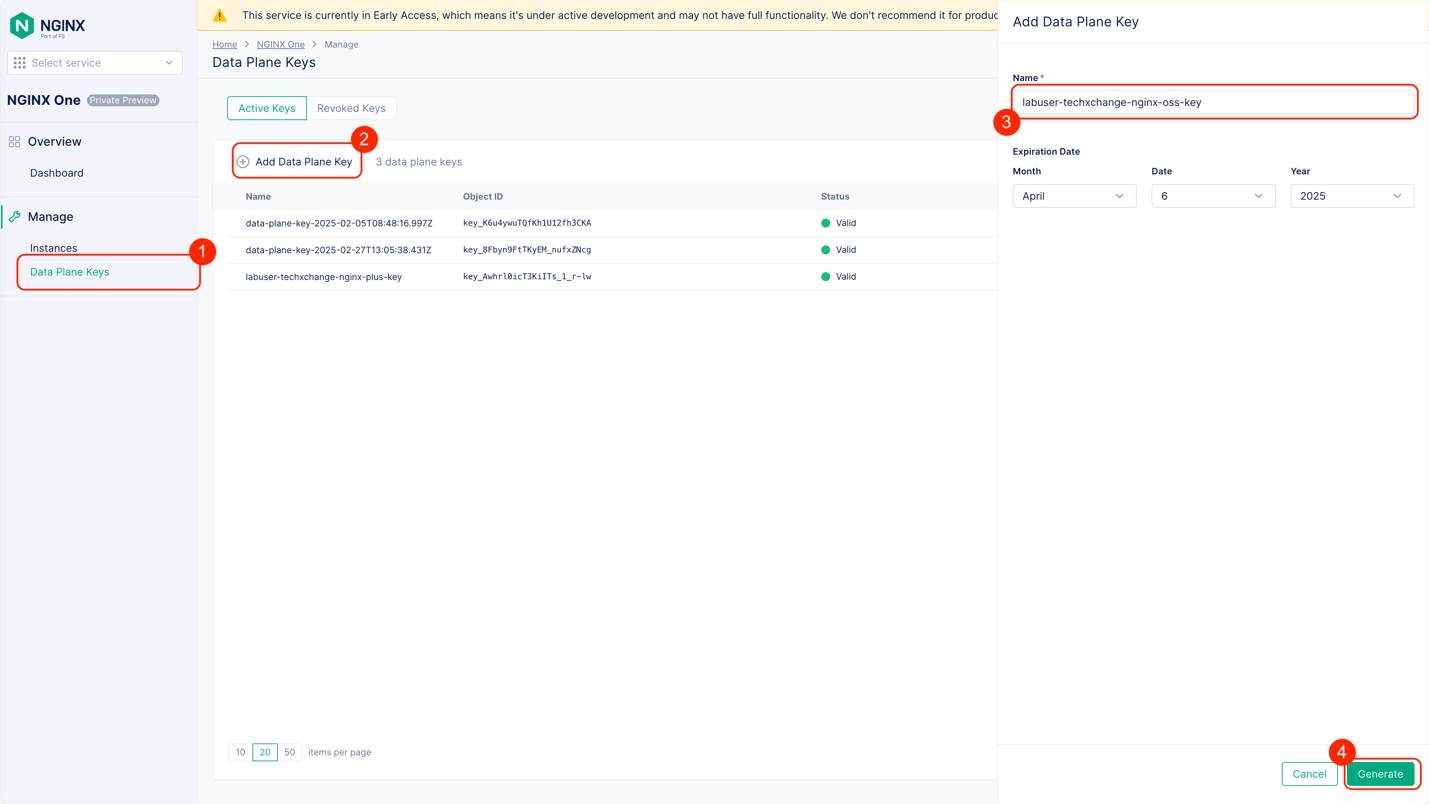 NGINX
Part of F5
Select service
NGINX One Private Preview
Overview
Dashboard
Manage
Instances
1
Data Plane Keys
This service is currently in Early Access, which means it's under active development and may not have full functionality. We don't recommend it for produc
Home > NGINX One > Manage
Data Plane Keys
Active Keys Revoked Keys
2
Add Data Plane Key 3 data plane keys
Name Object ID Status
data-plane-key-2025-02-05T08:48:16.997Z key_K6u4ywuTQfKh1U12fh3CKA Valid
data-plane-key-2025-02-27T13:05:38.431Z key_8Fbyn9FtTKyEM_nufxZNcg Valid
labuser-techxchange-nginx-plus-key key_Awhrl0icT3KiITs_1_r-lw Valid
10 20 50 items per page
Add Data Plane Key
Name *
labuser-techxchange-nginx-oss-key
3
Expiration Date
Month Date Year
April 6 2025
4
Cancel Generate